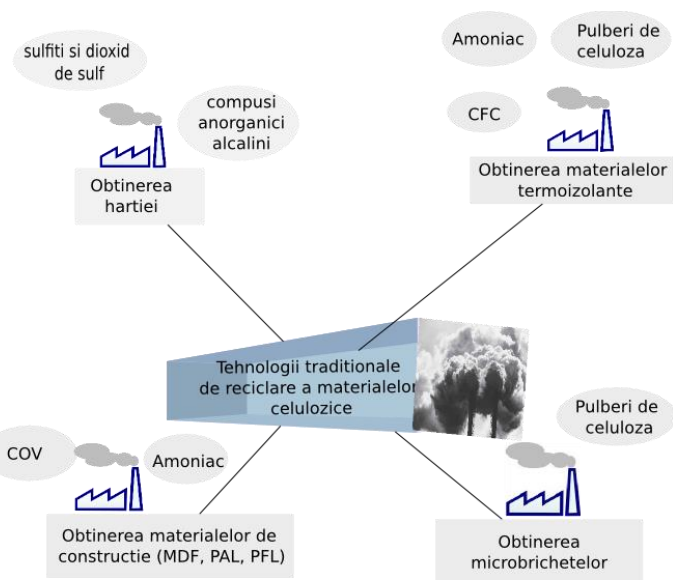 sulfiti si dioxid
de sulf
compusi
anorganici
alcalini
Obtinerea
hartiei
Amoniac
Pulberi de
celuloza
CFC
Obtinerea materialelor
termoizolante
Tehnologii traditionale
de reciclare a materialelor
celulozice
COV
Amoniac
Obtinerea materialelor de
constructie (MDF, PAL, PFL)
Pulberi de
celuloza
Obtinerea
microbrichetelor